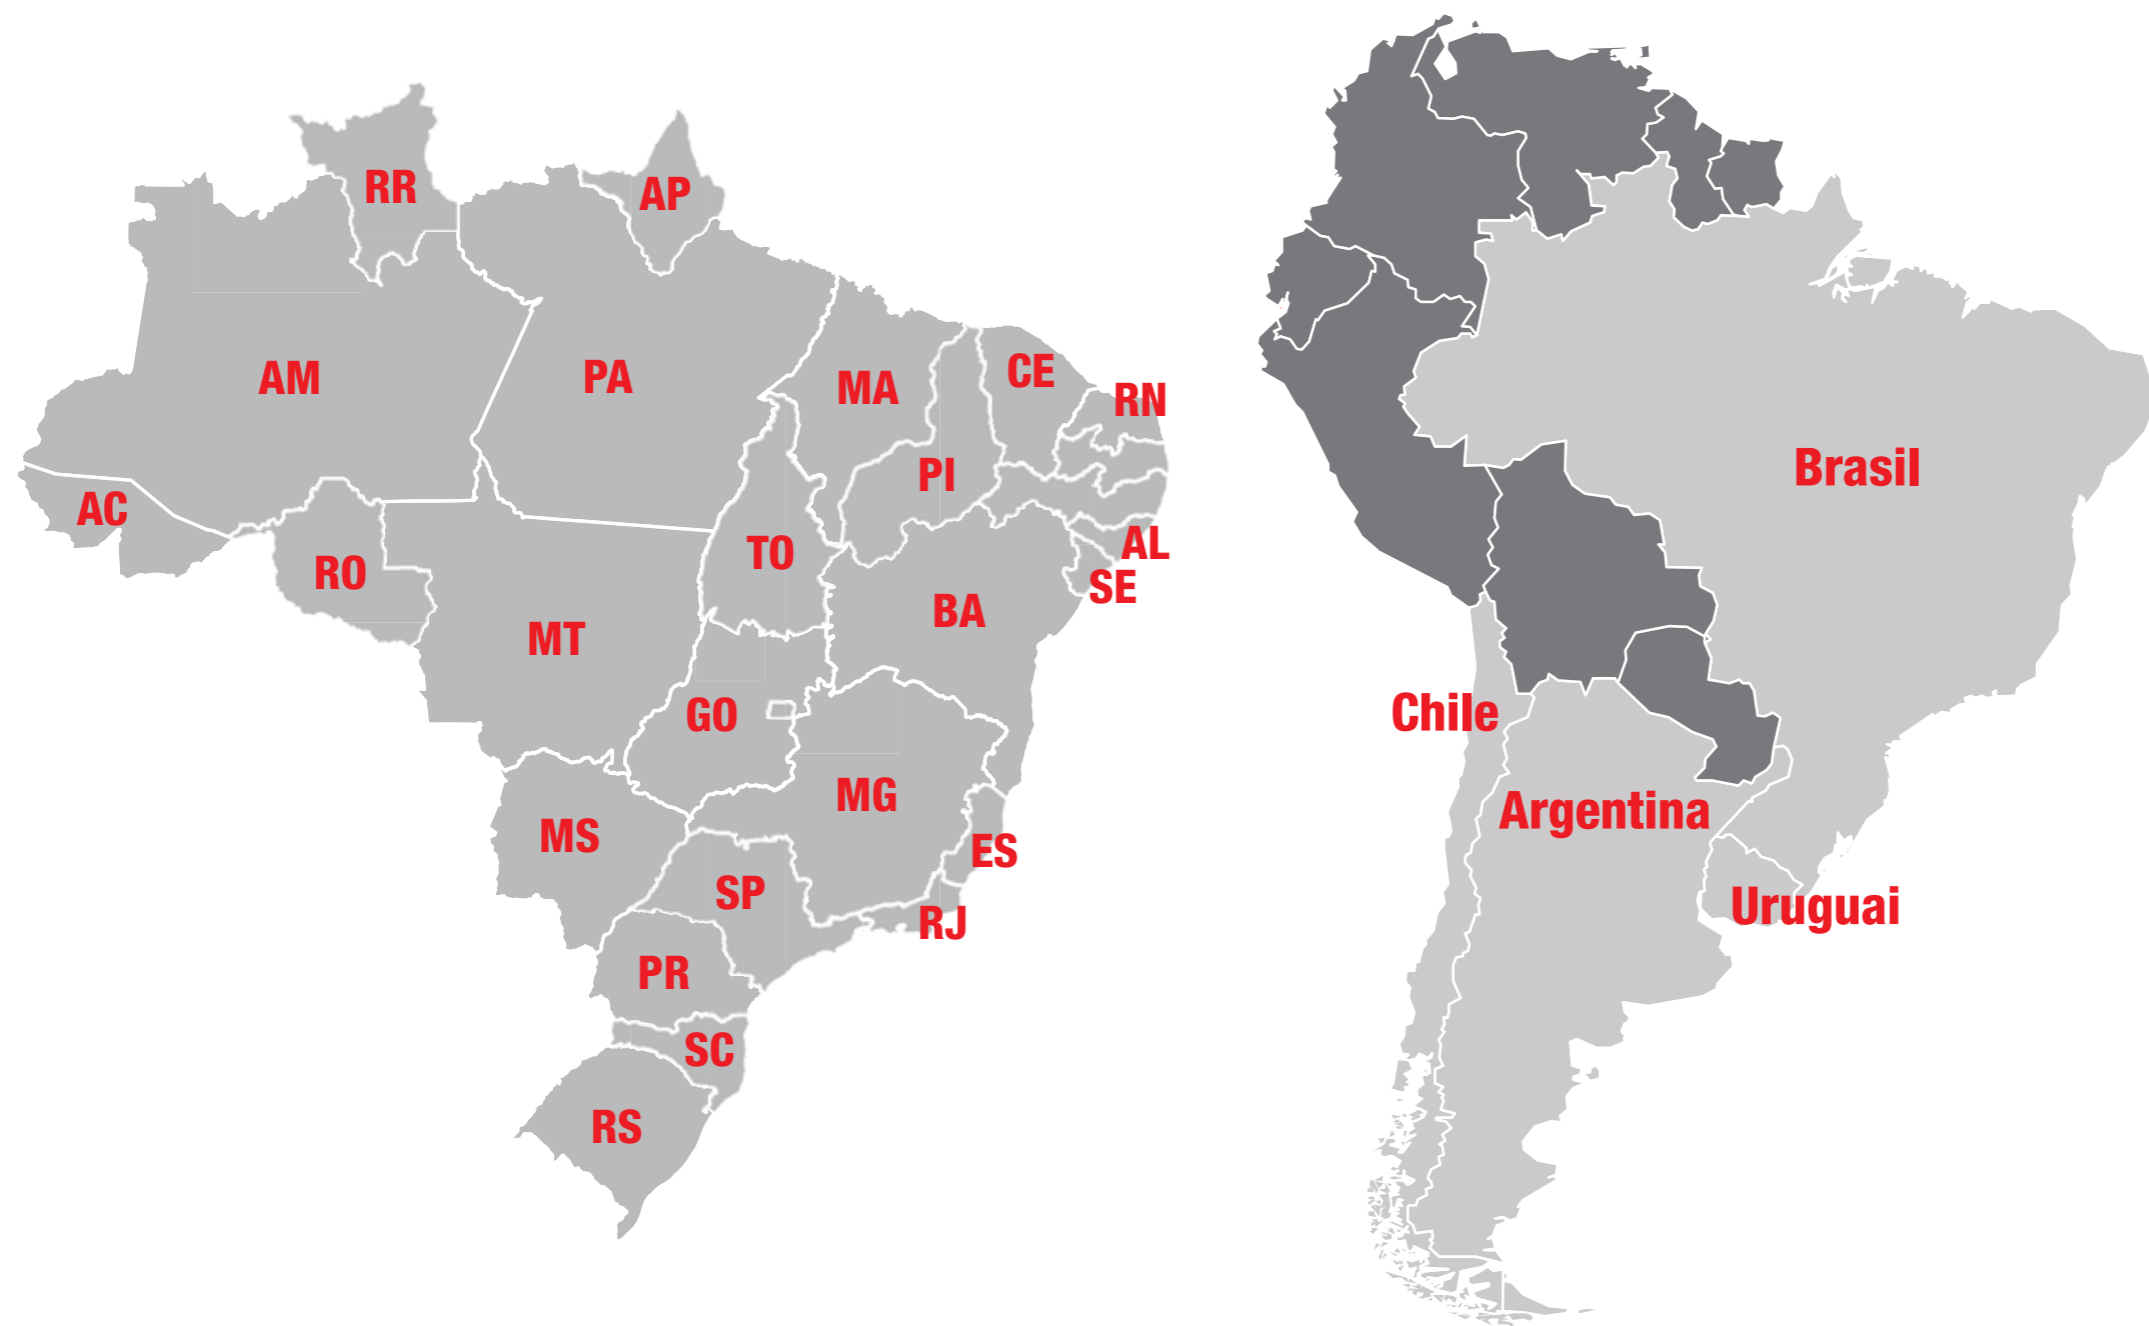 RR
AP
AM
PA
MA
CE
RN
PI
AC
RO
TO
AL
SE
BA
MT
GO
MG
MS
ES
SP
RJ
PR
SC
RS
Brasil
Chile
Argentina
Uruguai